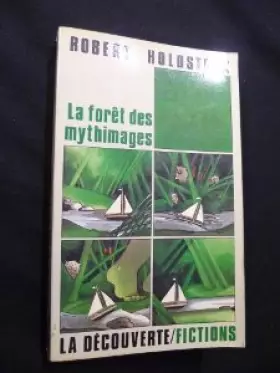 ROBERT HOLDSTOCK
La forêt des
mythimages
LA DÉCOUVERTE/FICTIONS